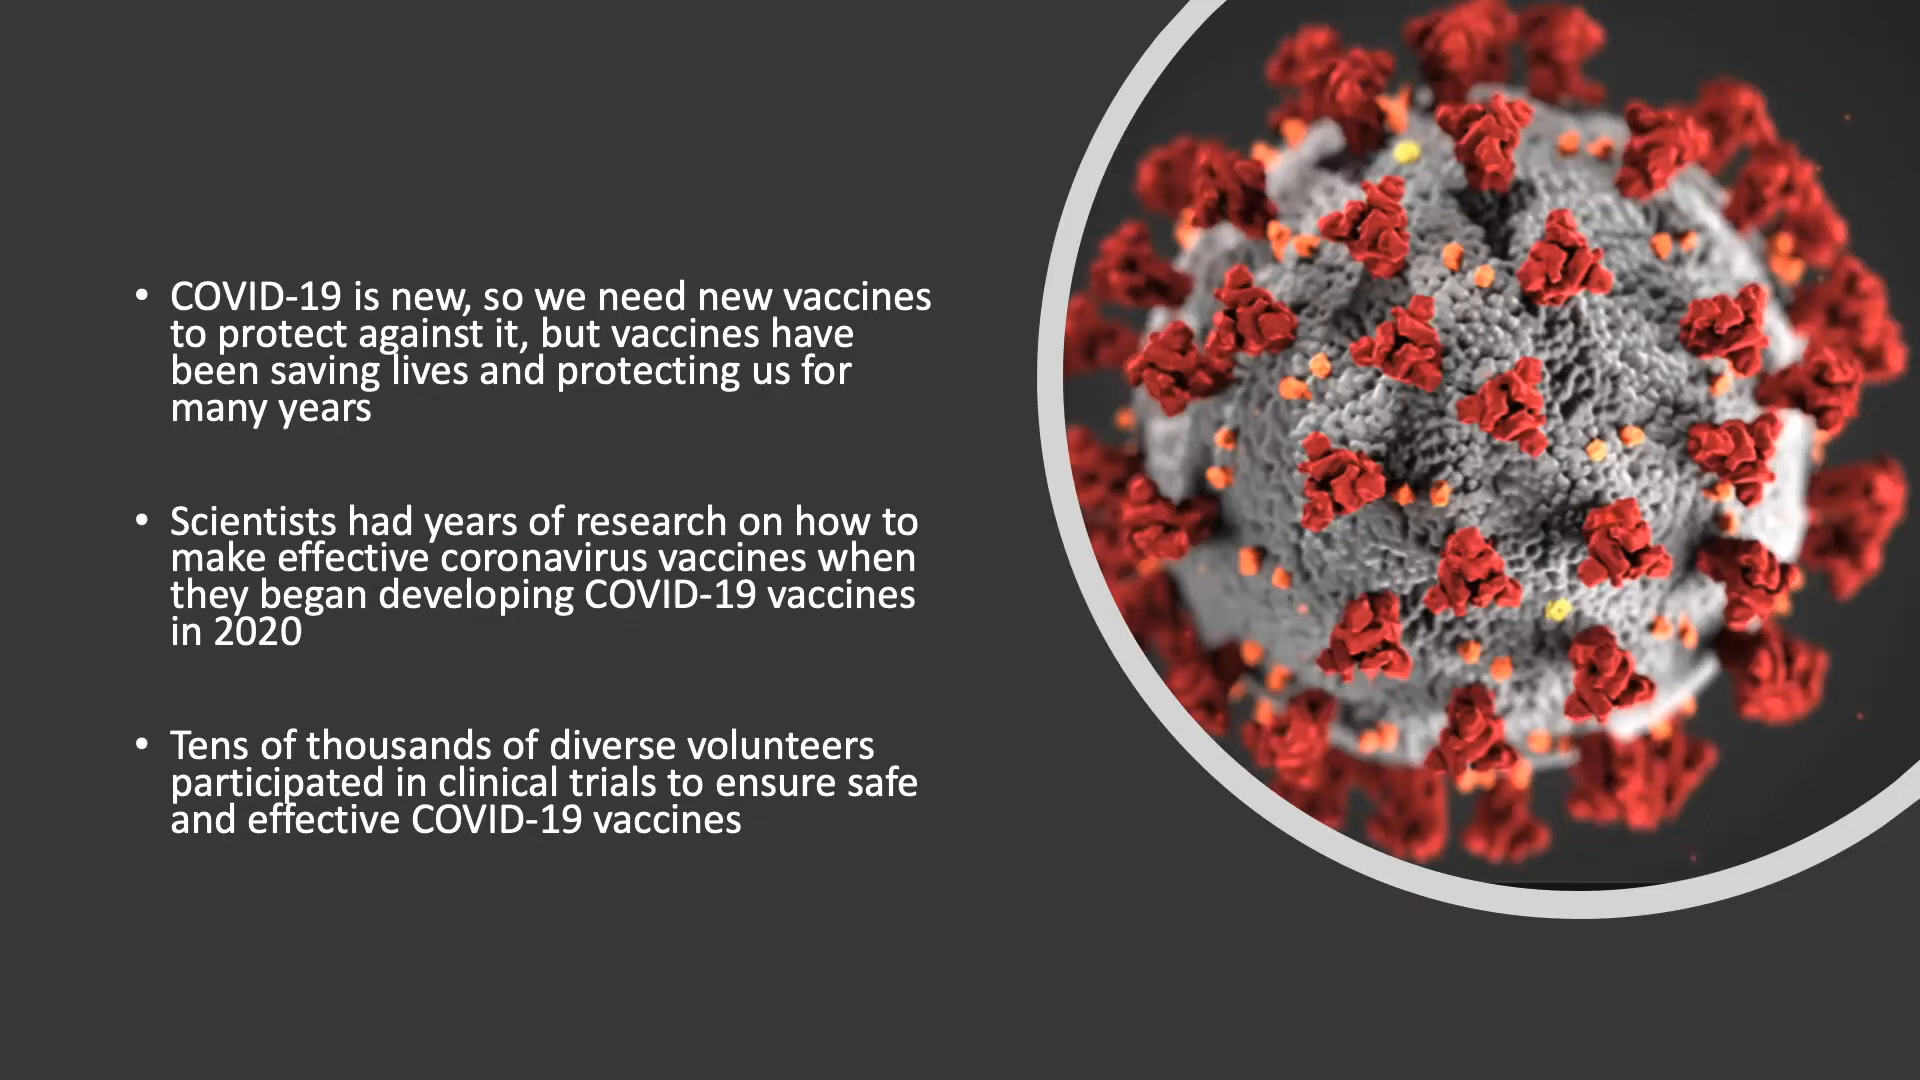 • COVID-19 is new, so we need new vaccines
to protect against it, but vaccines have
been saving lives and protecting us for
many years
• Scientists had years of research on how to
make effective coronavirus vaccines when
they began developing COVID-19 vaccines
in 2020
• Tens of thousands of diverse volunteers
participated in clinical trials to ensure safe
and effective COVID-19 vaccines